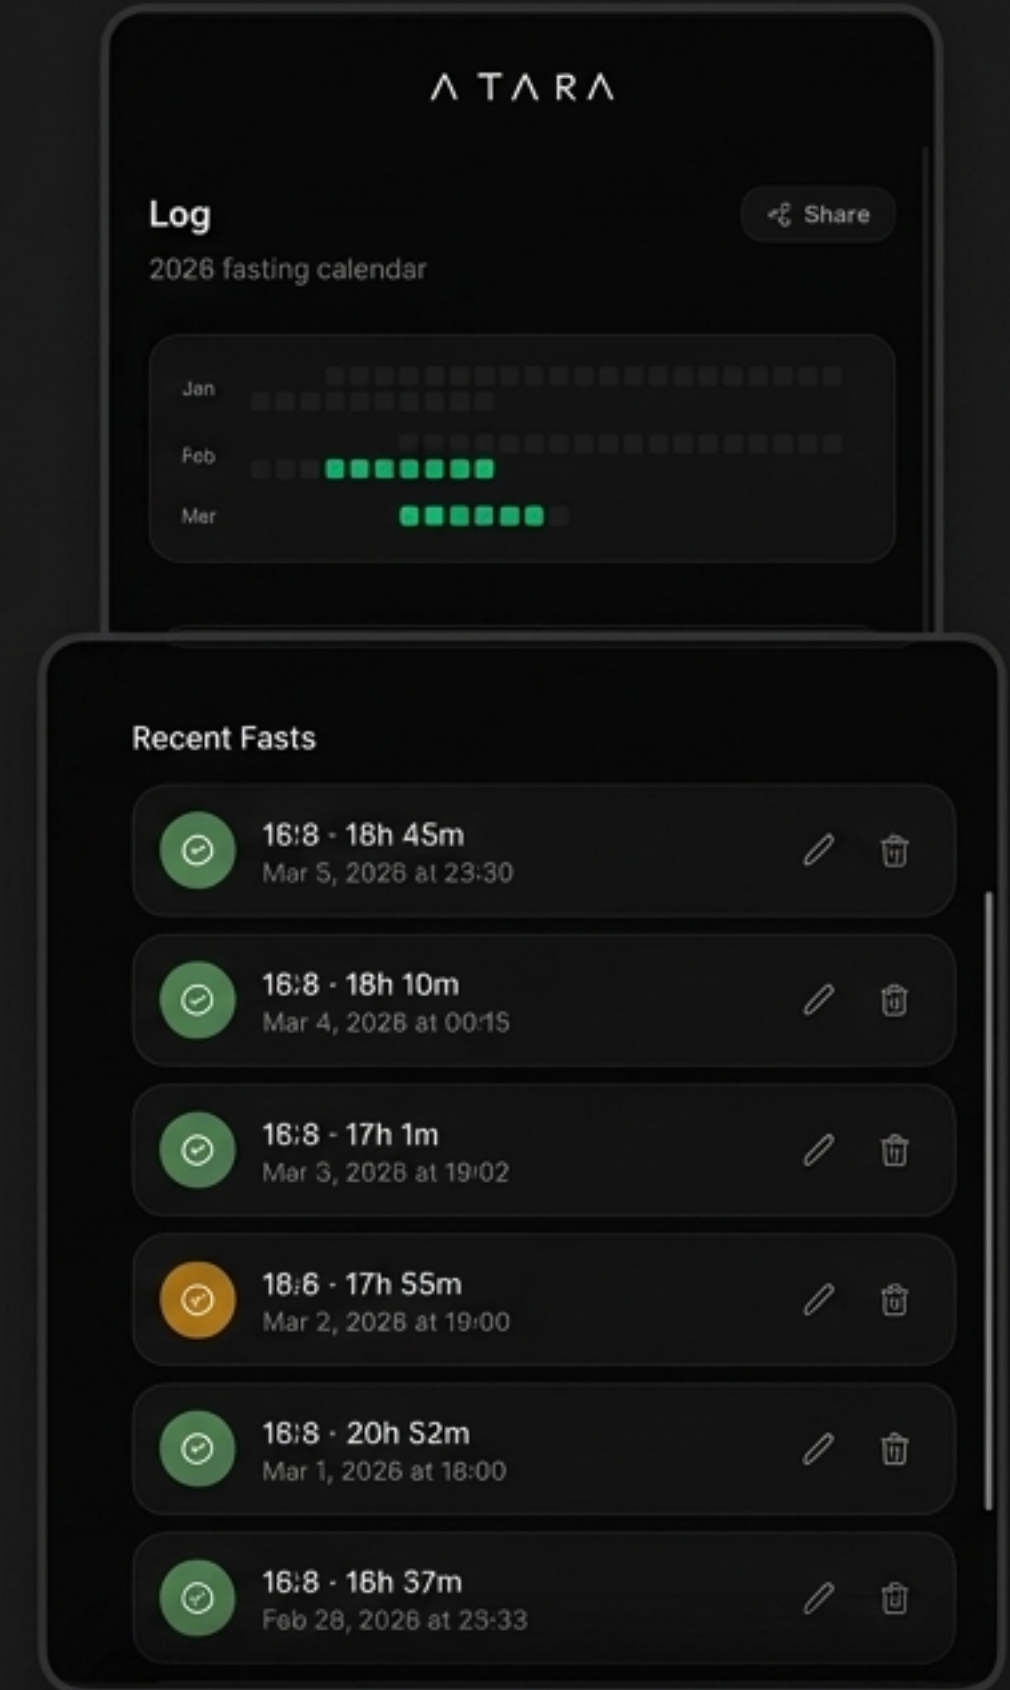 ATARA
Log
Share
2026 fasting calendar
Jan
Feb
Mar
Recent Fasts
16:8 · 18h 45m
Mar 5, 2026 at 23:30
16:8 · 18h 10m
Mar 4, 2026 at 00:15
16:8 · 17h 1m
Mar 3, 2026 at 19:02
18:6 · 17h 55m
Mar 2, 2026 at 19:00
16:8 · 20h 52m
Mar 1, 2026 at 18:00
16:8 · 16h 37m
Feb 28, 2026 at 23:33